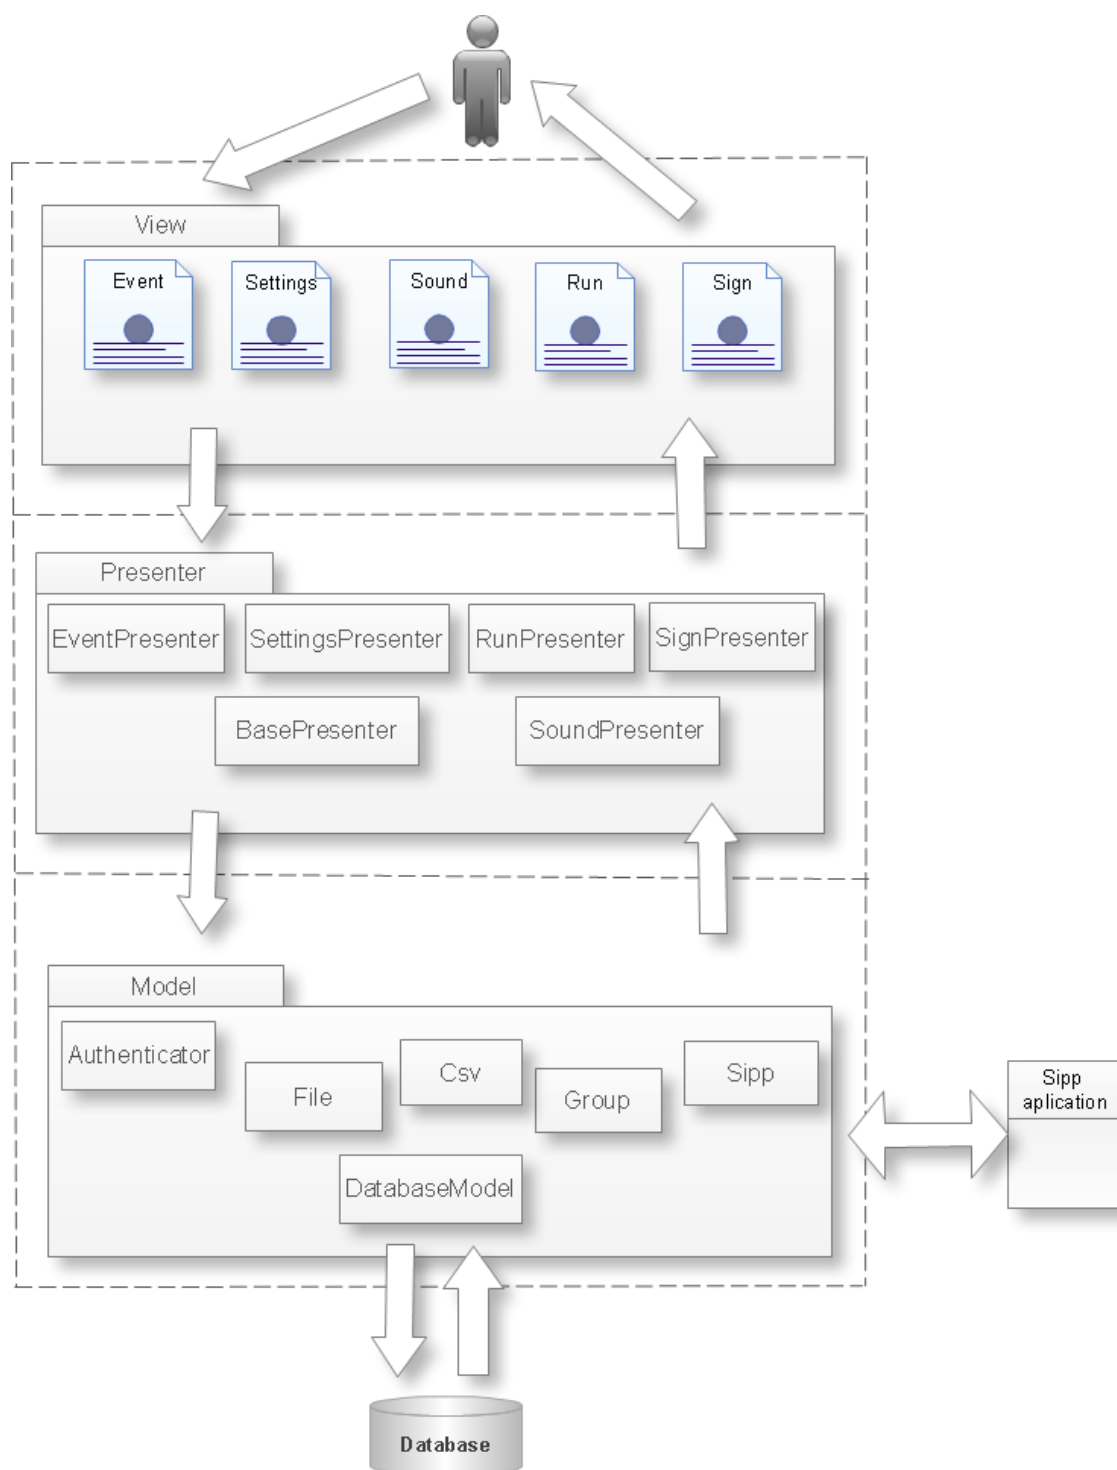 View
Event
Settings
Sound
Run
Sign
Presenter
EventPresenter
SettingsPresenter
RunPresenter
SignPresenter
BasePresenter
SoundPresenter
Model
Authenticator
File
Csv
Group
Sipp
DatabaseModel
Sipp
aplication
Database